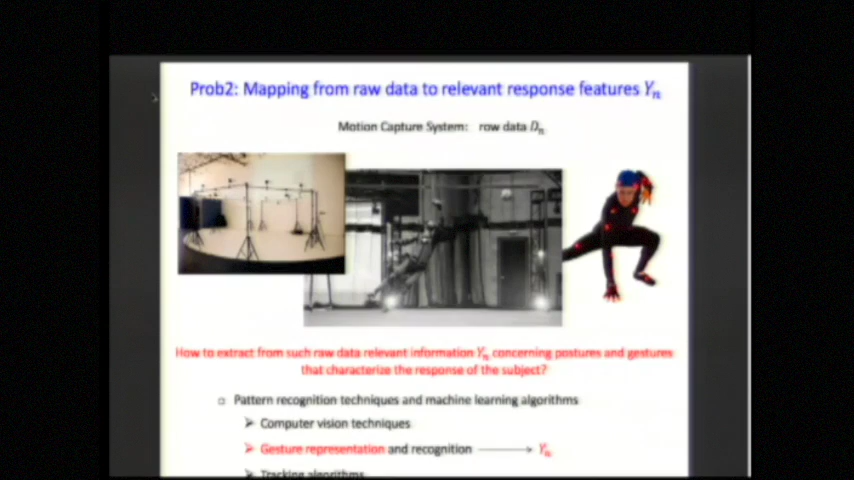 Prob2: Mapping from raw data to relevant response features Yₙ
Motion Capture System: row data Dₙ
How to extract from such raw data relevant information Yₙ concerning postures and gestures
that characterize the response of the subject?
Pattern recognition techniques and machine learning algorithms
Computer vision techniques
Gesture representation and recognition → Yₙ
Tracking algorithms